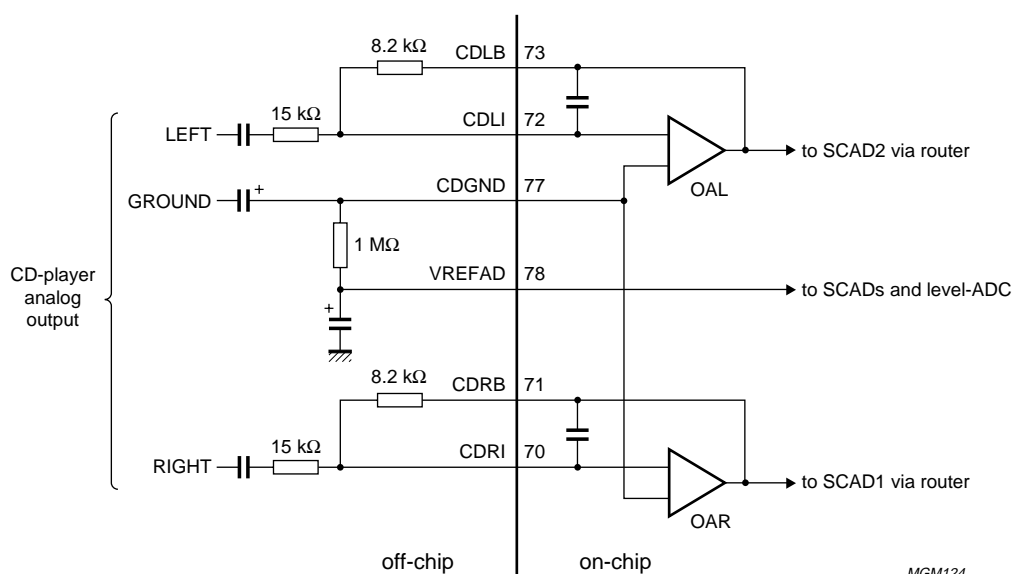 8.2 kΩ
CDLB
73
15 kΩ
LEFT
CDLI
72
to SCAD2 via router
OAL
GROUND
+
CDGND
77
1 MΩ
CD-player
analog
output
VREFAD
78
to SCADs and level-ADC
+
8.2 kΩ
CDRB
71
15 kΩ
RIGHT
CDRI
70
to SCAD1 via router
OAR
off-chip
on-chip
MGM124